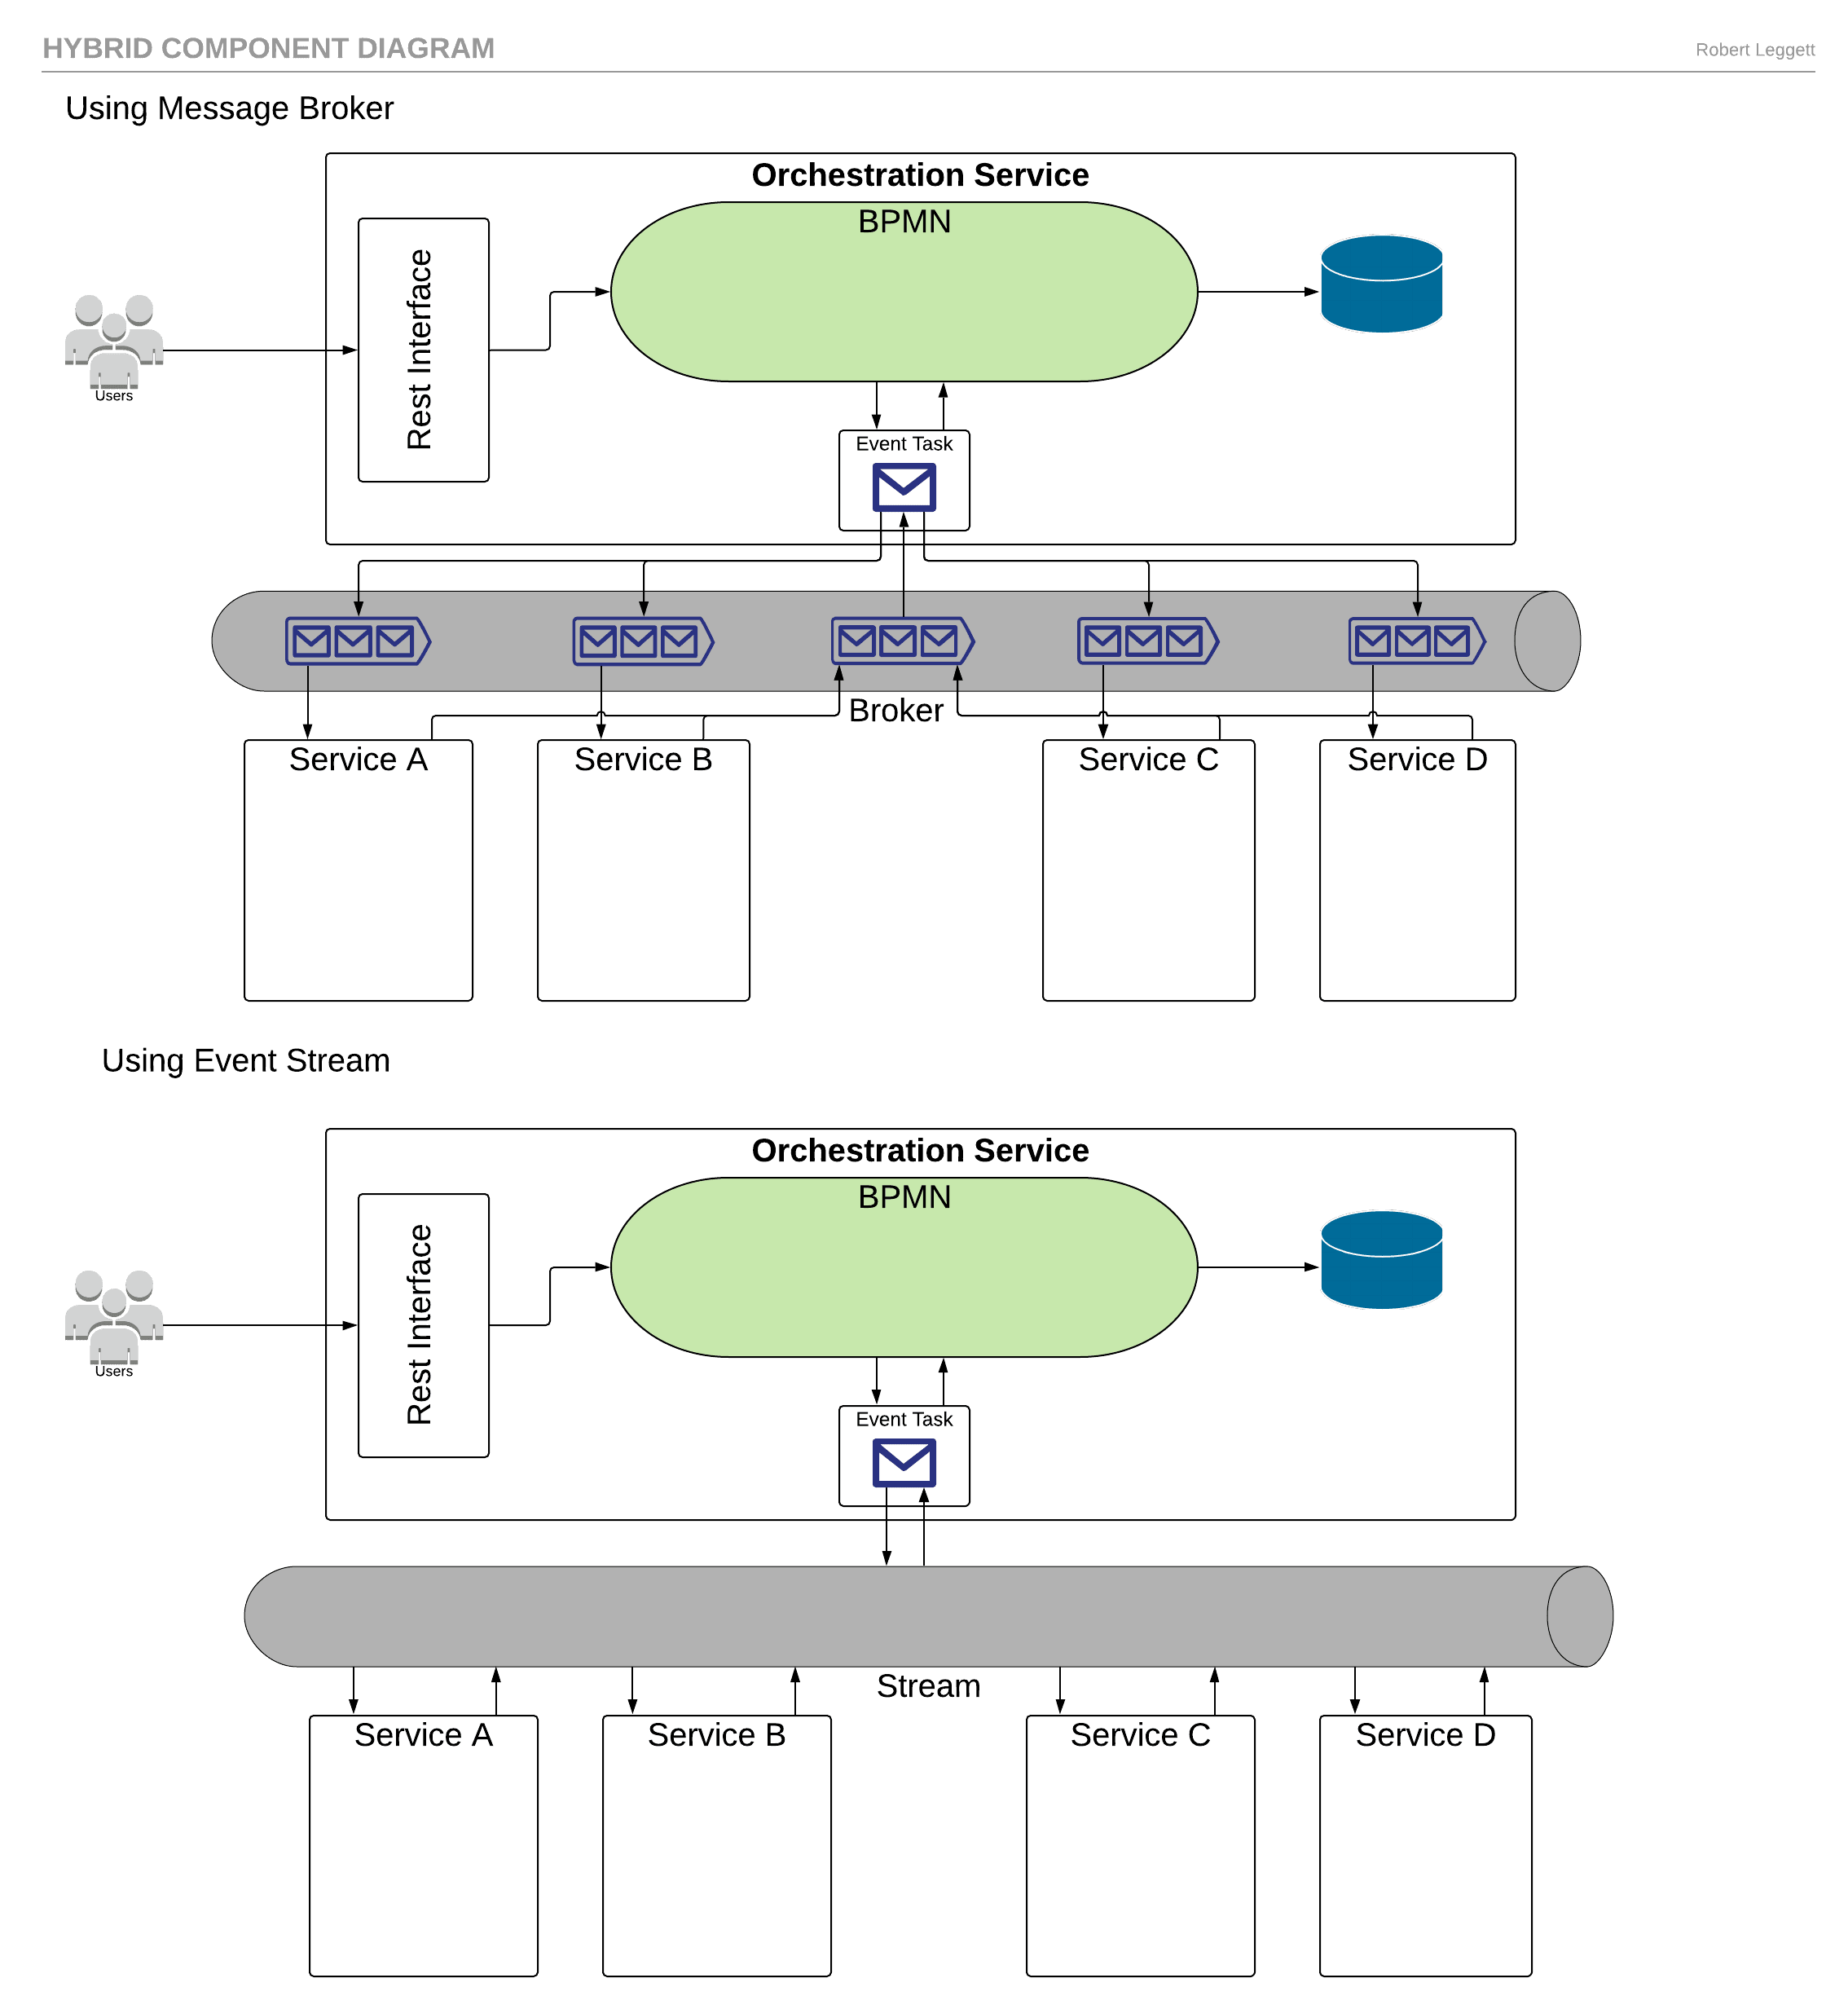 HYBRID COMPONENT DIAGRAM
Robert Leggett
Using Message Broker
Orchestration Service
BPMN
Rest Interface
Users
Event Task
Broker
Service A
Service B
Service C
Service D
Using Event Stream
Orchestration Service
BPMN
Rest Interface
Users
Event Task
Stream
Service A
Service B
Service C
Service D